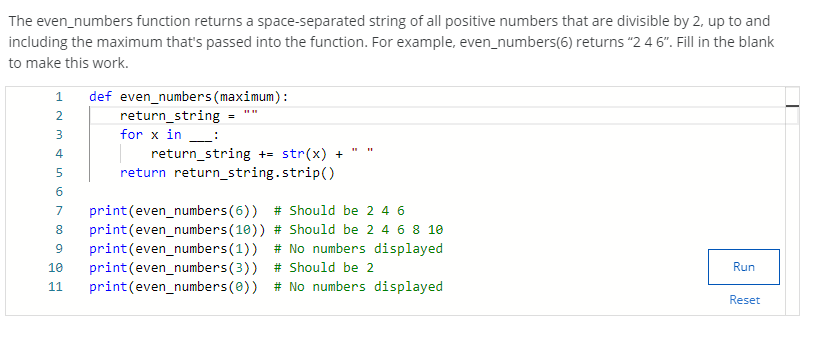 The even_numbers function returns a space-separated string of all positive numbers that are divisible by 2, up to and
including the maximum that's passed into the function. For example, even_numbers(6) returns “2 4 6”. Fill in the blank
to make this work.
1 def even_numbers(maximum):
2     return_string = ""
3     for x in ___:
4         return_string += str(x) + " "
5     return return_string.strip()
6
7 print(even_numbers(6))  # Should be 2 4 6
8 print(even_numbers(10)) # Should be 2 4 6 8 10
9 print(even_numbers(1))  # No numbers displayed
10 print(even_numbers(3))  # Should be 2
11 print(even_numbers(0))  # No numbers displayed
Run
Reset